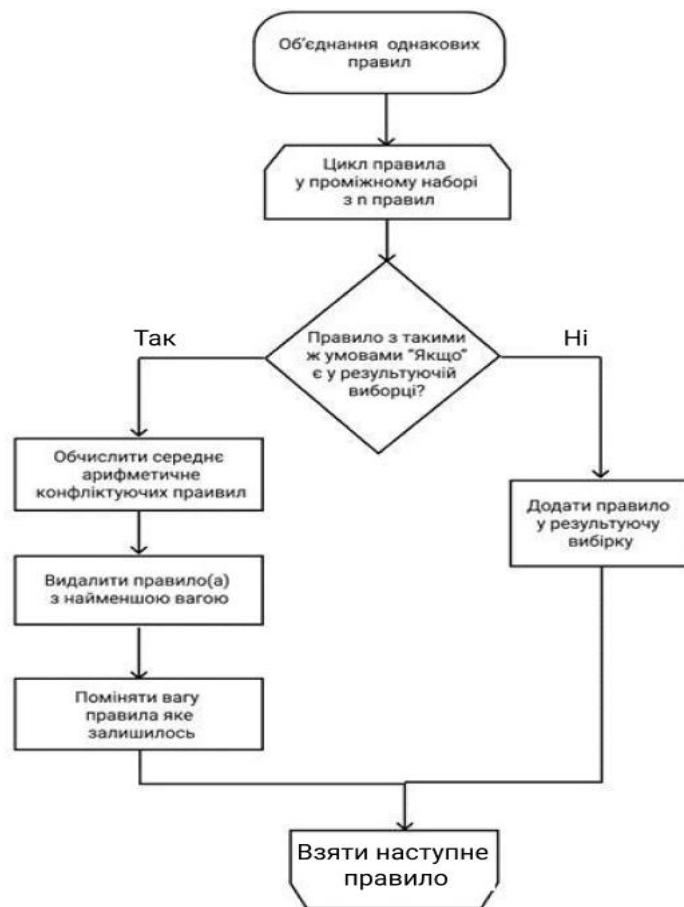 Об'єднання однакових
правил
Цикл правила
у проміжному наборі
з n правил
Так
Ні
Правило з такими
ж умовами "Якщо"
є у результуючій
виборці?
Обчислити середнє
арифметичне
конфліктуючих праивил
Додати правило
у результуючу
вибірку
Видалити правило(а)
з найменшою вагою
Поміняти вагу
правила яке
залишилось
Взяти наступне
правило